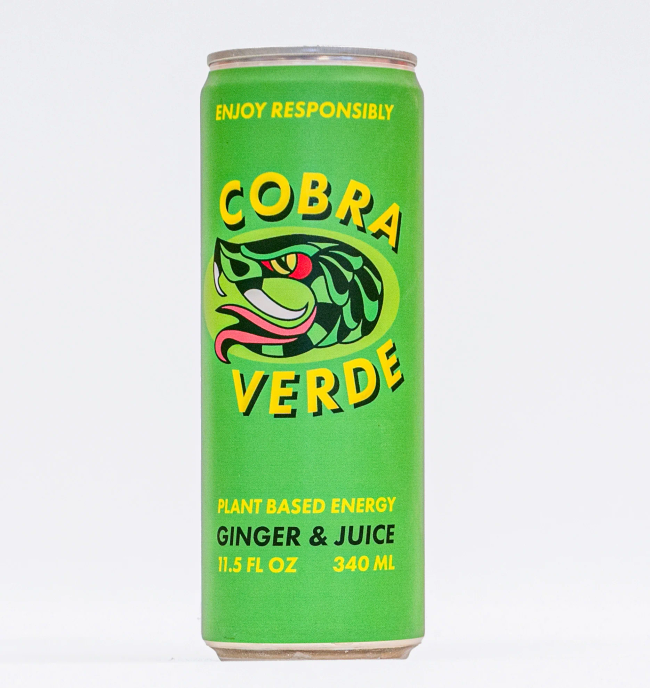 ENJOY RESPONSIBLY
COBRA
VERDE
PLANT BASED ENERGY
GINGER & JUICE
11.5 FL OZ 340 ML